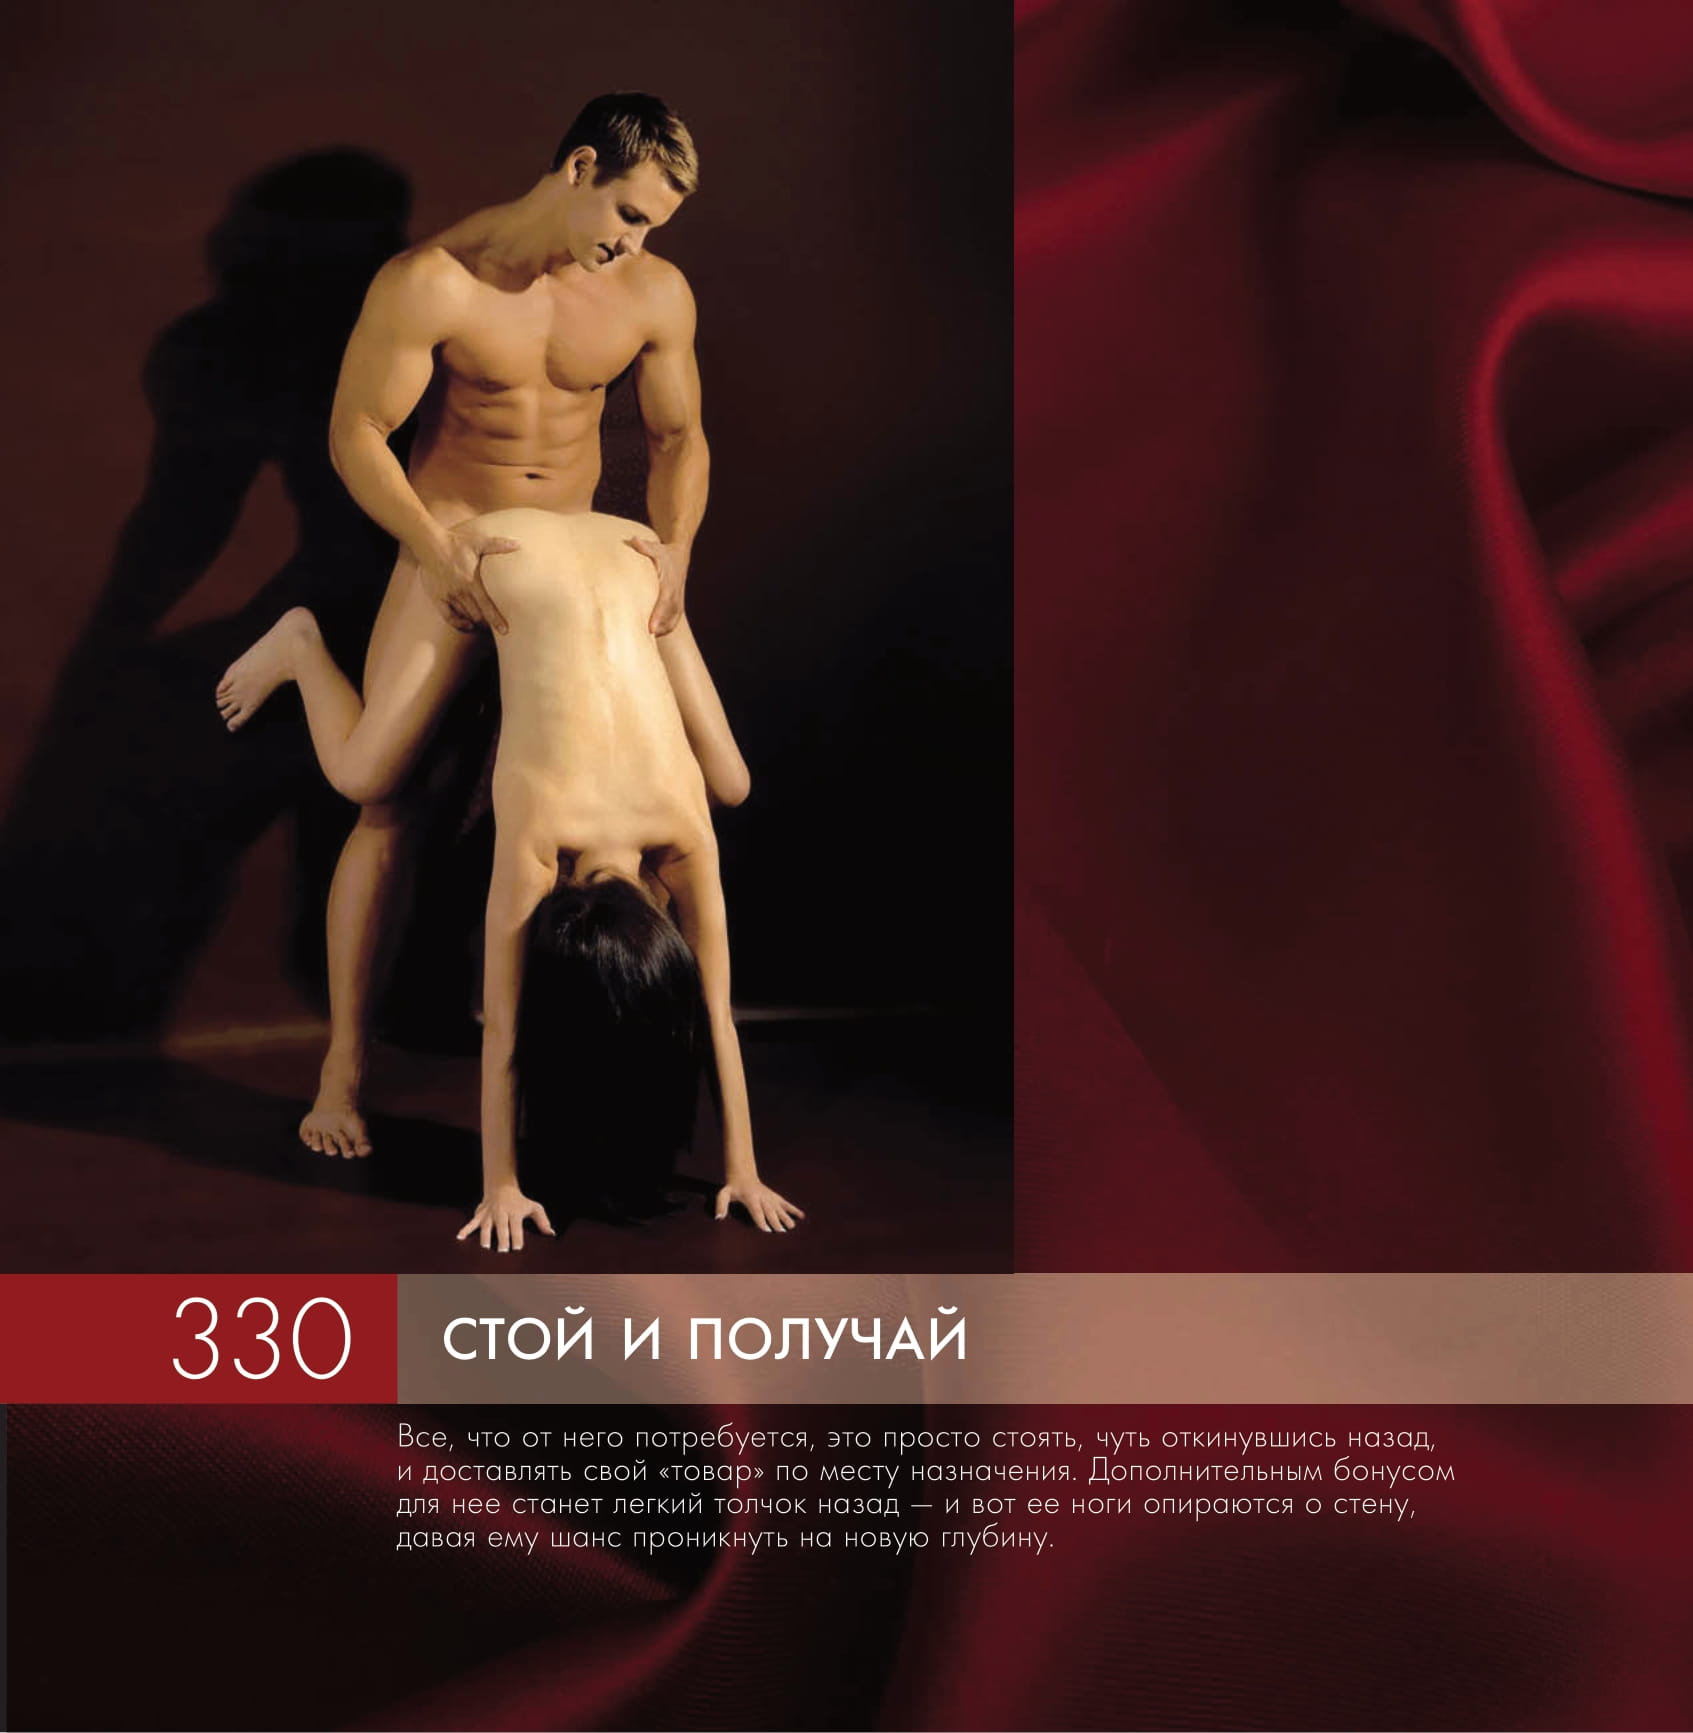 330
СТОЙ И ПОЛУЧАЙ
Все, что от него потребуется, это просто стоять, чуть откинувшись назад,
и доставлять свой «товар» по месту назначения. Дополнительным бонусом
для нее станет легкий толчок назад — и вот ее ноги опираются о стену,
давая ему шанс проникнуть на новую глубину.